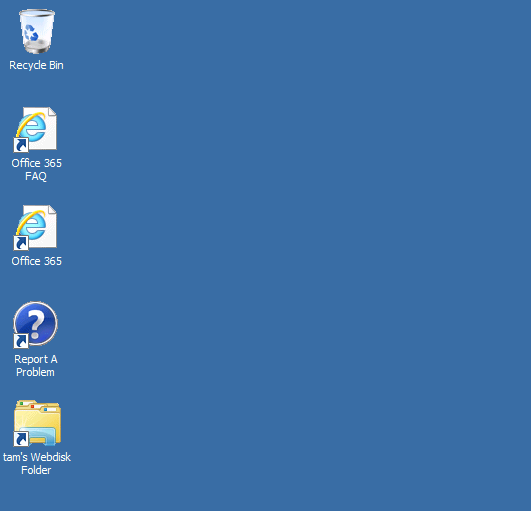 Recycle Bin
Office 365
FAQ
Office 365
?
Report A
Problem
tam's Webdisk
Folder